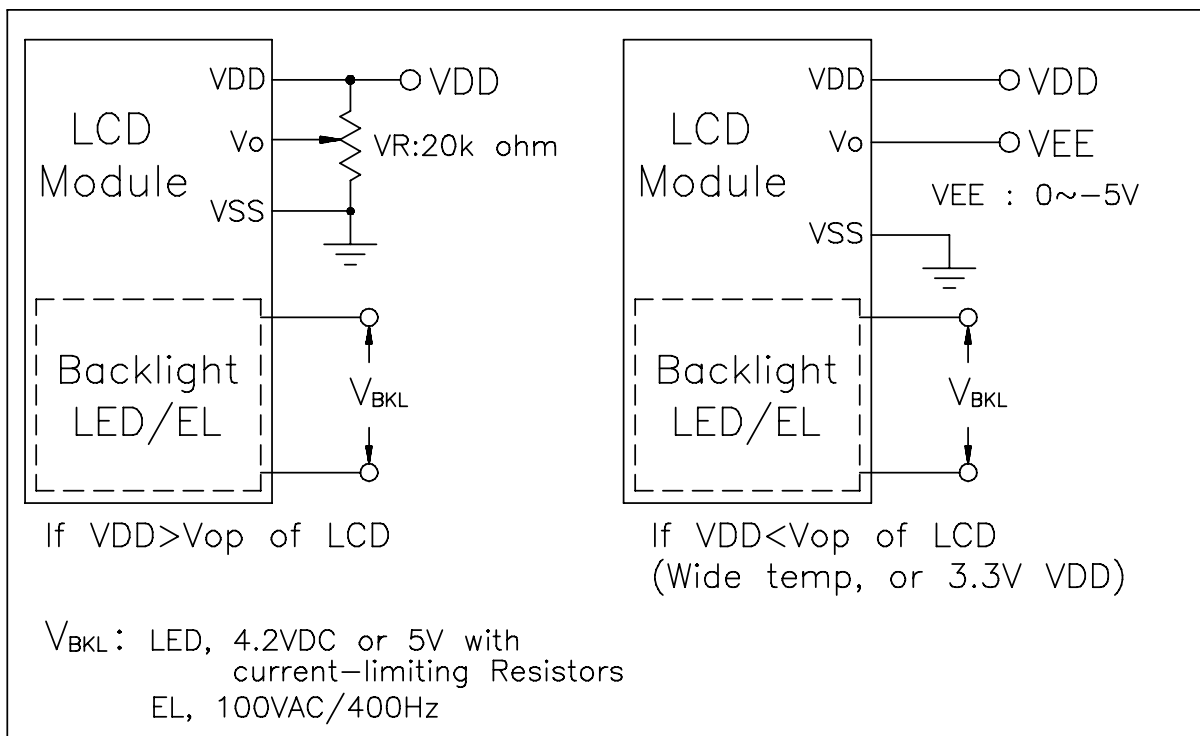 VDD
VDD
LCD
Module
Vo
VR:20k ohm
VSS
Backlight
LED/EL
VBKL
If VDD>Vop of LCD
VDD
VDD
LCD
Module
Vo
VEE
VEE : 0~-5V
VSS
Backlight
LED/EL
VBKL
If VDD<Vop of LCD
(Wide temp, or 3.3V VDD)
VBKL: LED, 4.2VDC or 5V with
current-limiting Resistors
EL, 100VAC/400Hz